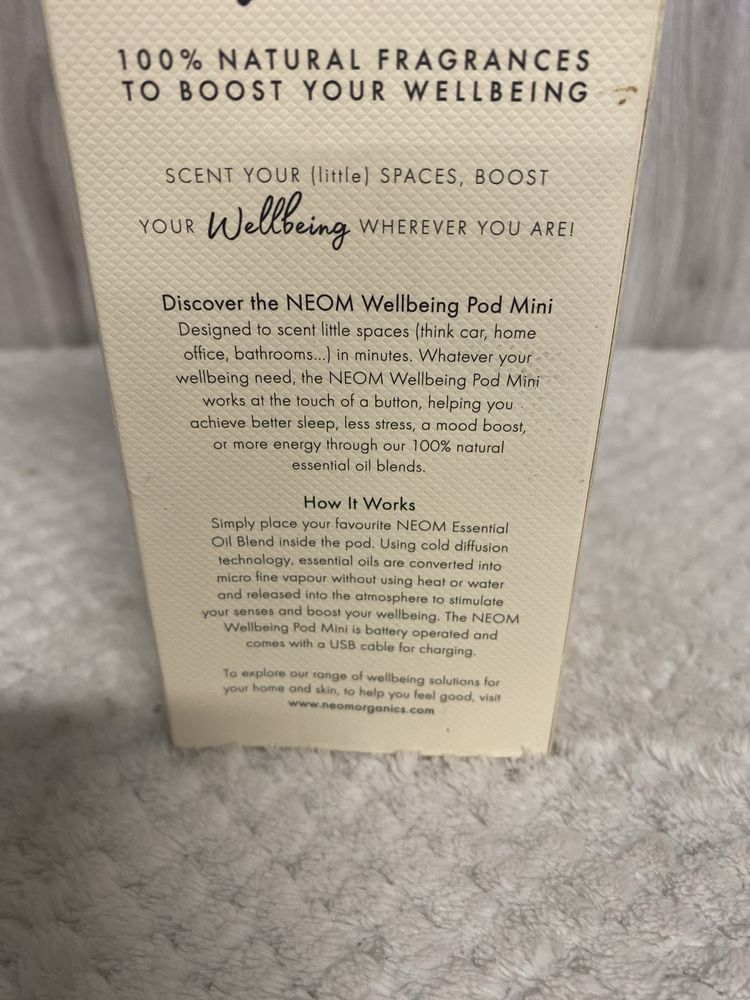 100% NATURAL FRAGRANCES
TO BOOST YOUR WELLBEING
SCENT YOUR (little) SPACES, BOOST
YOUR Wellbeing WHEREVER YOU ARE!
Discover the NEOM Wellbeing Pod Mini
Designed to scent little spaces (think car, home
office, bathrooms...) in minutes. Whatever your
wellbeing need, the NEOM Wellbeing Pod Mini
works at the touch of a button, helping you
achieve better sleep, less stress, a mood boost,
or more energy through our 100% natural
essential oil blends.
How It Works
Simply place your favourite NEOM Essential
Oil Blend inside the pod. Using cold diffusion
technology, essential oils are converted into
micro fine vapour without using heat or water
and released into the atmosphere to stimulate
your senses and boost your wellbeing. The NEOM
Wellbeing Pod Mini is battery operated and
comes with a USB cable for charging.
To explore our range of wellbeing solutions for
your home and skin, to help you feel good, visit
www.neomorganics.com